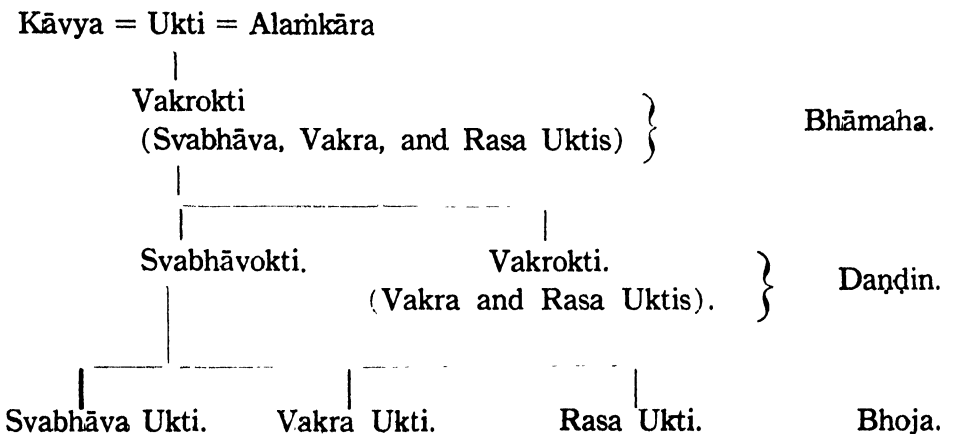 Kāvya = Ukti = Alaṁkāra
Vakrokti
(Svabhāva, Vakra, and Rasa Uktis) } Bhāmaha.
Svabhāvokti. Vakrokti.
(Vakra and Rasa Uktis). } Daṇḍin.
Svabhāva Ukti. Vakra Ukti. Rasa Ukti. Bhoja.